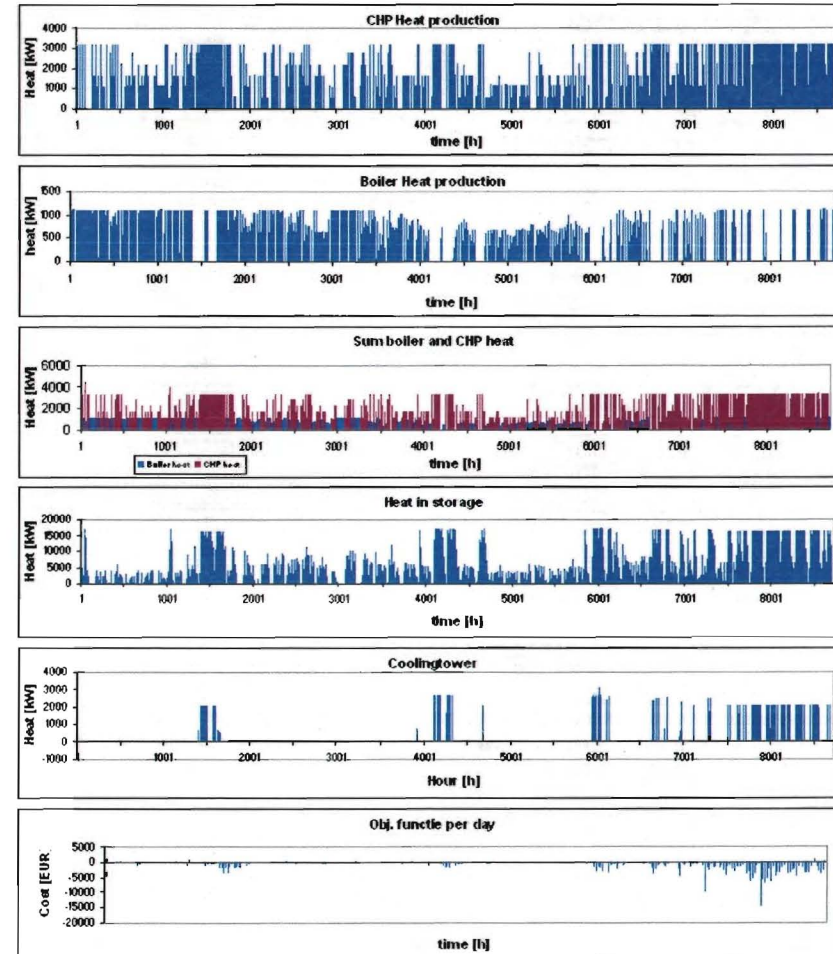 CHP Heat production
Heat [kW]
4000
3000
2000
1000
0
1 1001 2001 3001 4001 5001 6001 7001 8001
time [h]
Boiler Heat production
heat [kW]
1500
1000
500
0
1 1001 2001 3001 4001 5001 6001 7001 8001
time [h]
Sum boiler and CHP heat
Heat [kW]
6000
4000
2000
0
1 1001 2001 3001 4001 5001 6001 7001 8001
time [h]
Boiler heat CHP heat
Heat in storage
Heat [kW]
20000
15000
10000
5000
0
1 1001 2001 3001 4001 5001 6001 7001 8001
time [h]
Coolingtower
Heat [kW]
4000
3000
2000
1000
0
-1000
1 1001 2001 3001 4001 5001 6001 7001 8001
Hour [h]
Obj. functie per day
Cost [EUR
5000
0
-5000
-10000
-15000
-20000
time [h]